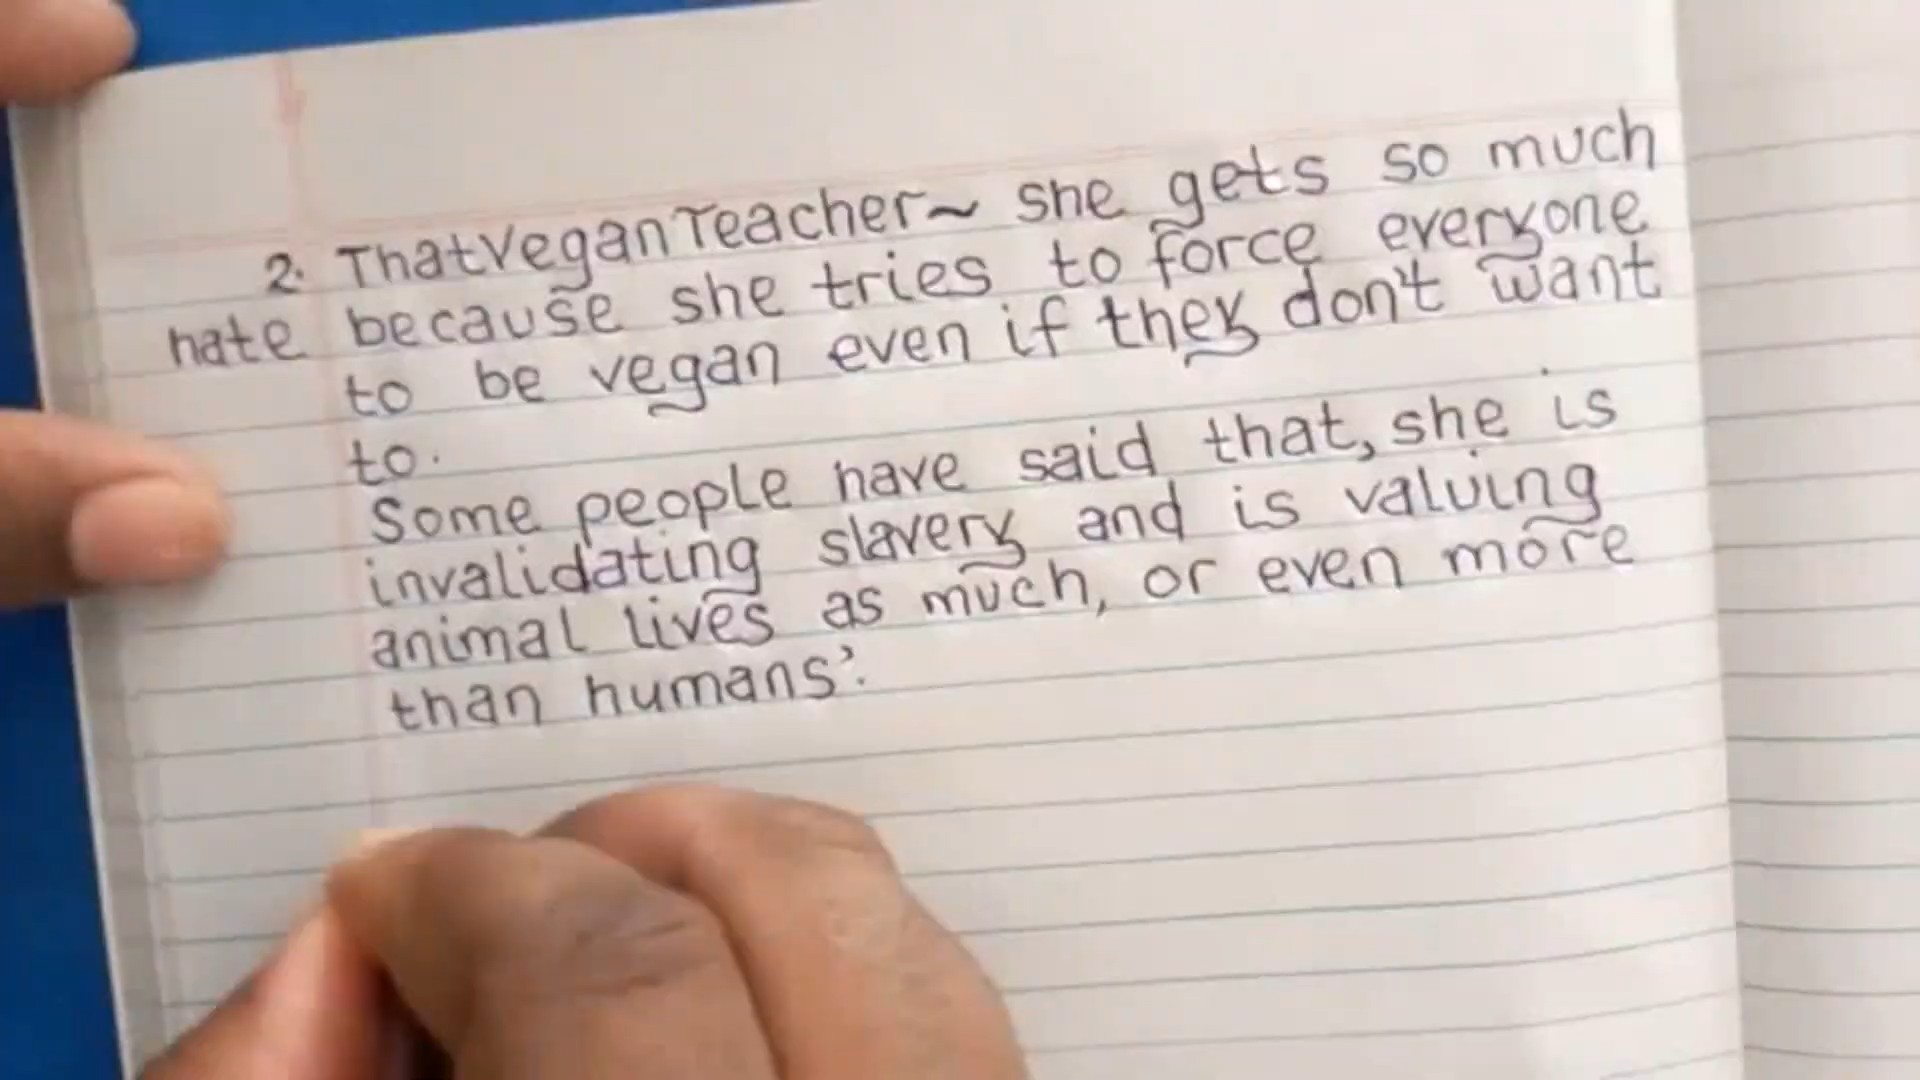 2. ThatVeganTeacher~ she gets so much
hate because she tries to force everyone
to be vegan even if they don't want
to.
Some people have said that, she is
invalidating slavery and is valuing
animal lives as much, or even more
than humans'.